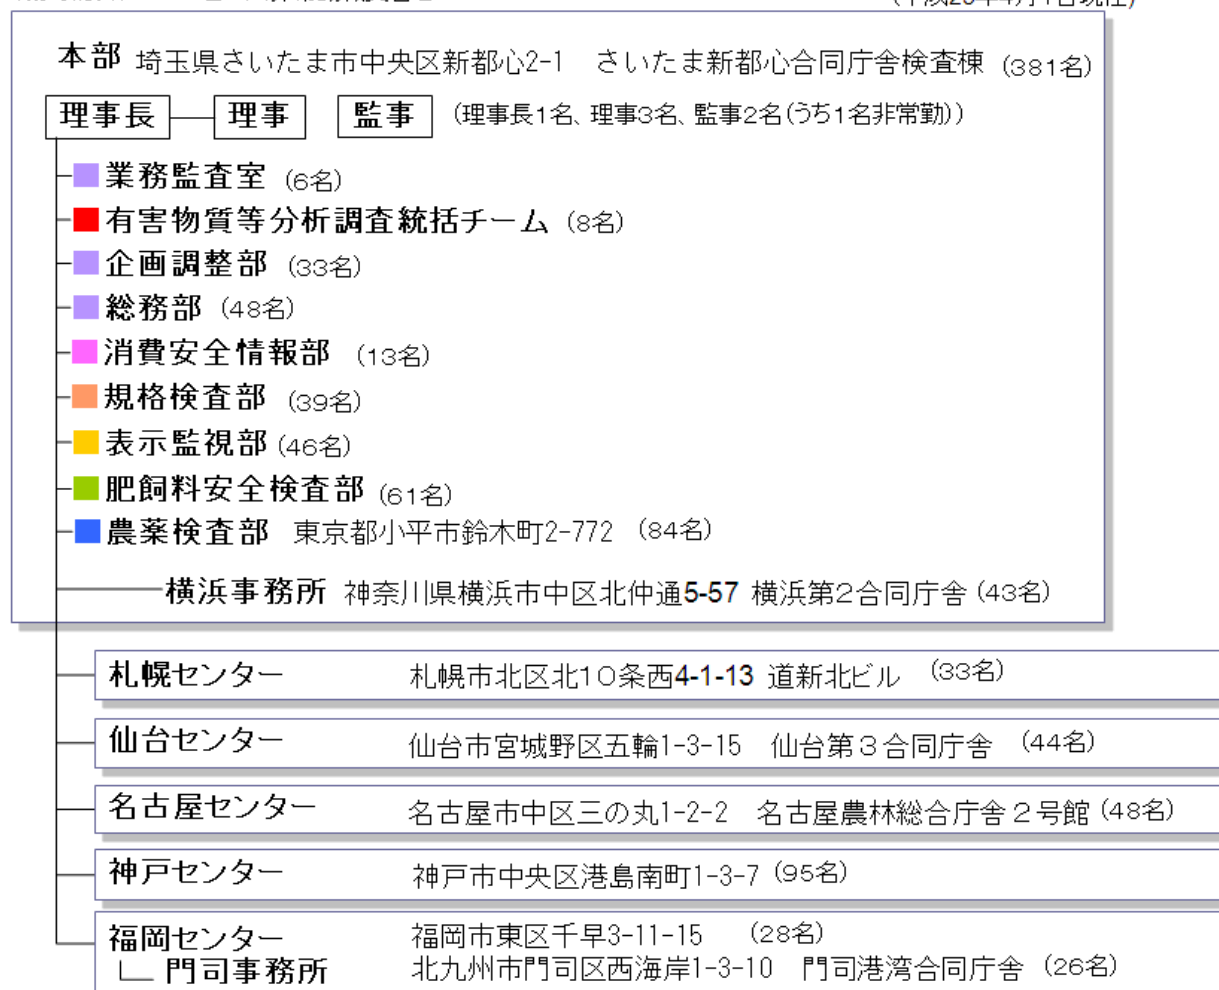 本部 埼玉県さいたま市中央区新都心2-1 さいたま新都心合同庁舎検査棟 (381名)
理事長 理事 監事 (理事長1名、理事3名、監事2名(うち1名非常勤))
業務監査室 (6名)
有害物質等分析調査統括チーム (8名)
企画調整部 (33名)
総務部 (48名)
消費安全情報部 (13名)
規格検査部 (39名)
表示監視部 (46名)
肥飼料安全検査部 (61名)
農薬検査部 東京都小平市鈴木町2-772 (84名)
横浜事務所 神奈川県横浜市中区北仲通5-57 横浜第2合同庁舎 (43名)
札幌センター 札幌市北区北10条西4-1-13 道新北ビル (33名)
仙台センター 仙台市宮城野区五輪1-3-15 仙台第3合同庁舎 (44名)
名古屋センター 名古屋市中区三の丸1-2-2 名古屋農林総合庁舎2号館 (48名)
神戸センター 神戸市中央区港島南町1-3-7 (95名)
福岡センター 福岡市東区千早3-11-15 (28名)
門司事務所 北九州市門司区西海岸1-3-10 門司港湾合同庁舎 (26名)